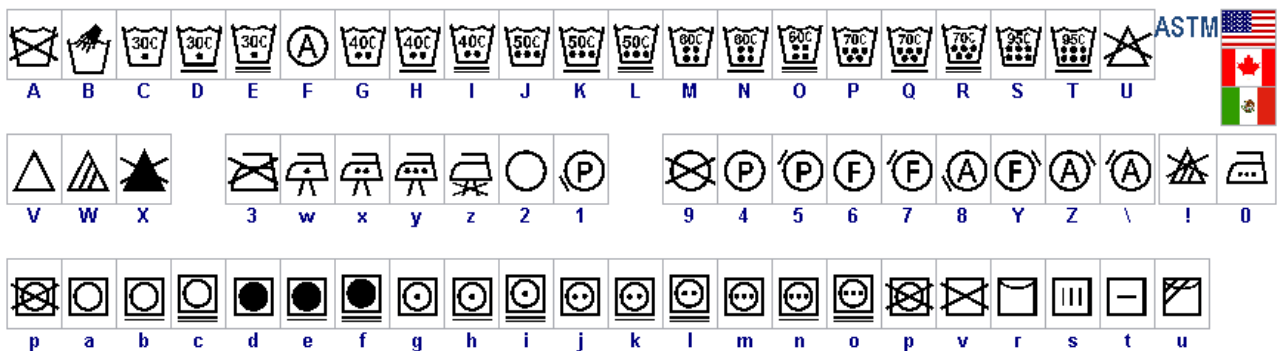 30C 30C 30C A 40C 40C 40C 50C 50C 50C 60C 60C 60C 70C 70C 70C 95C 95C ASTM
A B C D E F G H I J K L M N O P Q R S T U
P P P F F A F A A
V W X 3 w x y z 2 1 9 4 5 6 7 8 Y Z \ ! 0
p a b c d e f g h i j k l m n o p v r s t u